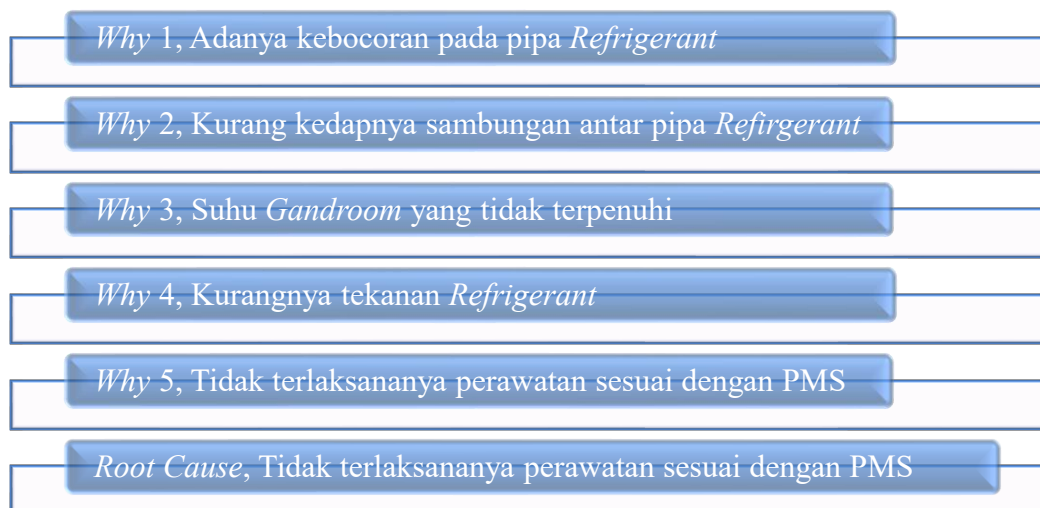 Why 1, Adanya kebocoran pada pipa Refrigerant
Why 2, Kurang kedapnya sambungan antar pipa Refirgerant
Why 3, Suhu Gandroom yang tidak terpenuhi
Why 4, Kurangnya tekanan Refrigerant
Why 5, Tidak terlaksananya perawatan sesuai dengan PMS
Root Cause, Tidak terlaksananya perawatan sesuai dengan PMS